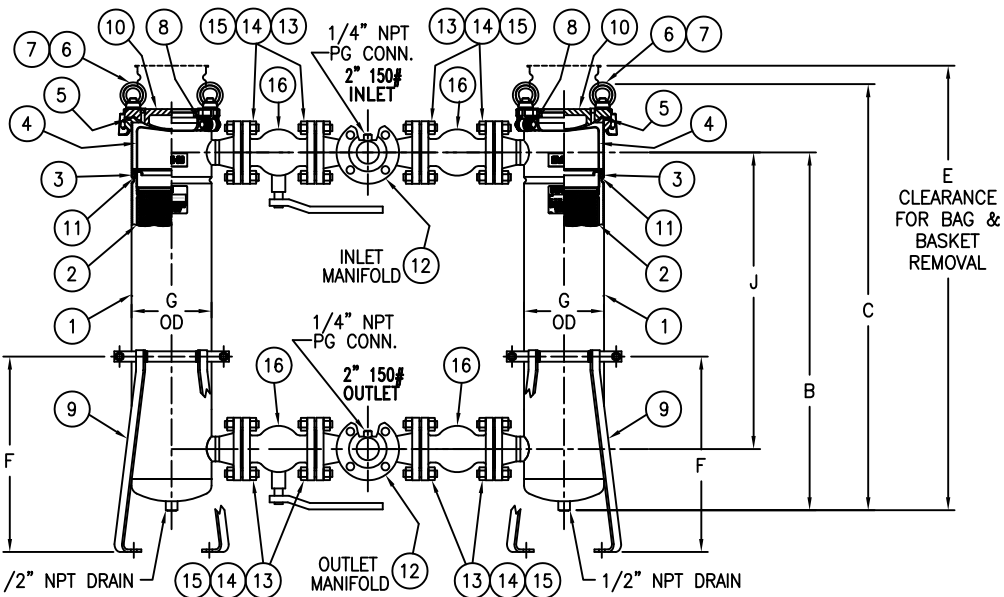 15 14 13
1/4" NPT
PG CONN.
2" 150#
INLET
13 14 15
10
8
8
10
7 6
6 7
16
16
5
5
4
4
3
3
11
11
2
2
INLET
MANIFOLD
12
E
CLEARANCE
FOR BAG &
BASKET
REMOVAL
J
C
B
G
OD
G
OD
1
1
1/4" NPT
PG CONN.
2" 150#
OUTLET
16
16
9
9
F
F
/2" NPT DRAIN
15 14 13
OUTLET
MANIFOLD
12
13 14 15
1/2" NPT DRAIN